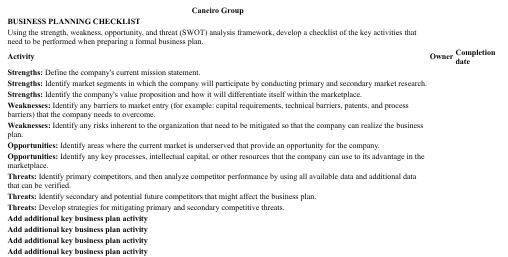 Caneiro Group
BUSINESS PLANNING CHECKLIST
Using the strength, weakness, opportunity, and threat (SWOT) analysis framework, develop a checklist of the key activities that
need to be performed when preparing a formal business plan.
Activity Owner Completion
date
Strengths: Define the company's current mission statement.
Strengths: Identify market segments in which the company will participate by conducting primary and secondary market research.
Strengths: Identify the company's value proposition and how it will differentiate itself within the marketplace.
Weaknesses: Identify any barriers to market entry (for example: capital requirements, technical barriers, patents, and process
barriers) that the company needs to overcome.
Weaknesses: Identify any risks inherent to the organization that need to be mitigated so that the company can realize the business
plan.
Opportunities: Identify areas where the current market is underserved that provide an opportunity for the company.
Opportunities: Identify any key processes, intellectual capital, or other resources that the company can use to its advantage in the
marketplace.
Threats: Identify primary competitors, and then analyze competitor performance by using all available data and additional data
that can be verified.
Threats: Identify secondary and potential future competitors that might affect the business plan.
Threats: Develop strategies for mitigating primary and secondary competitive threats.
Add additional key business plan activity
Add additional key business plan activity
Add additional key business plan activity
Add additional key business plan activity